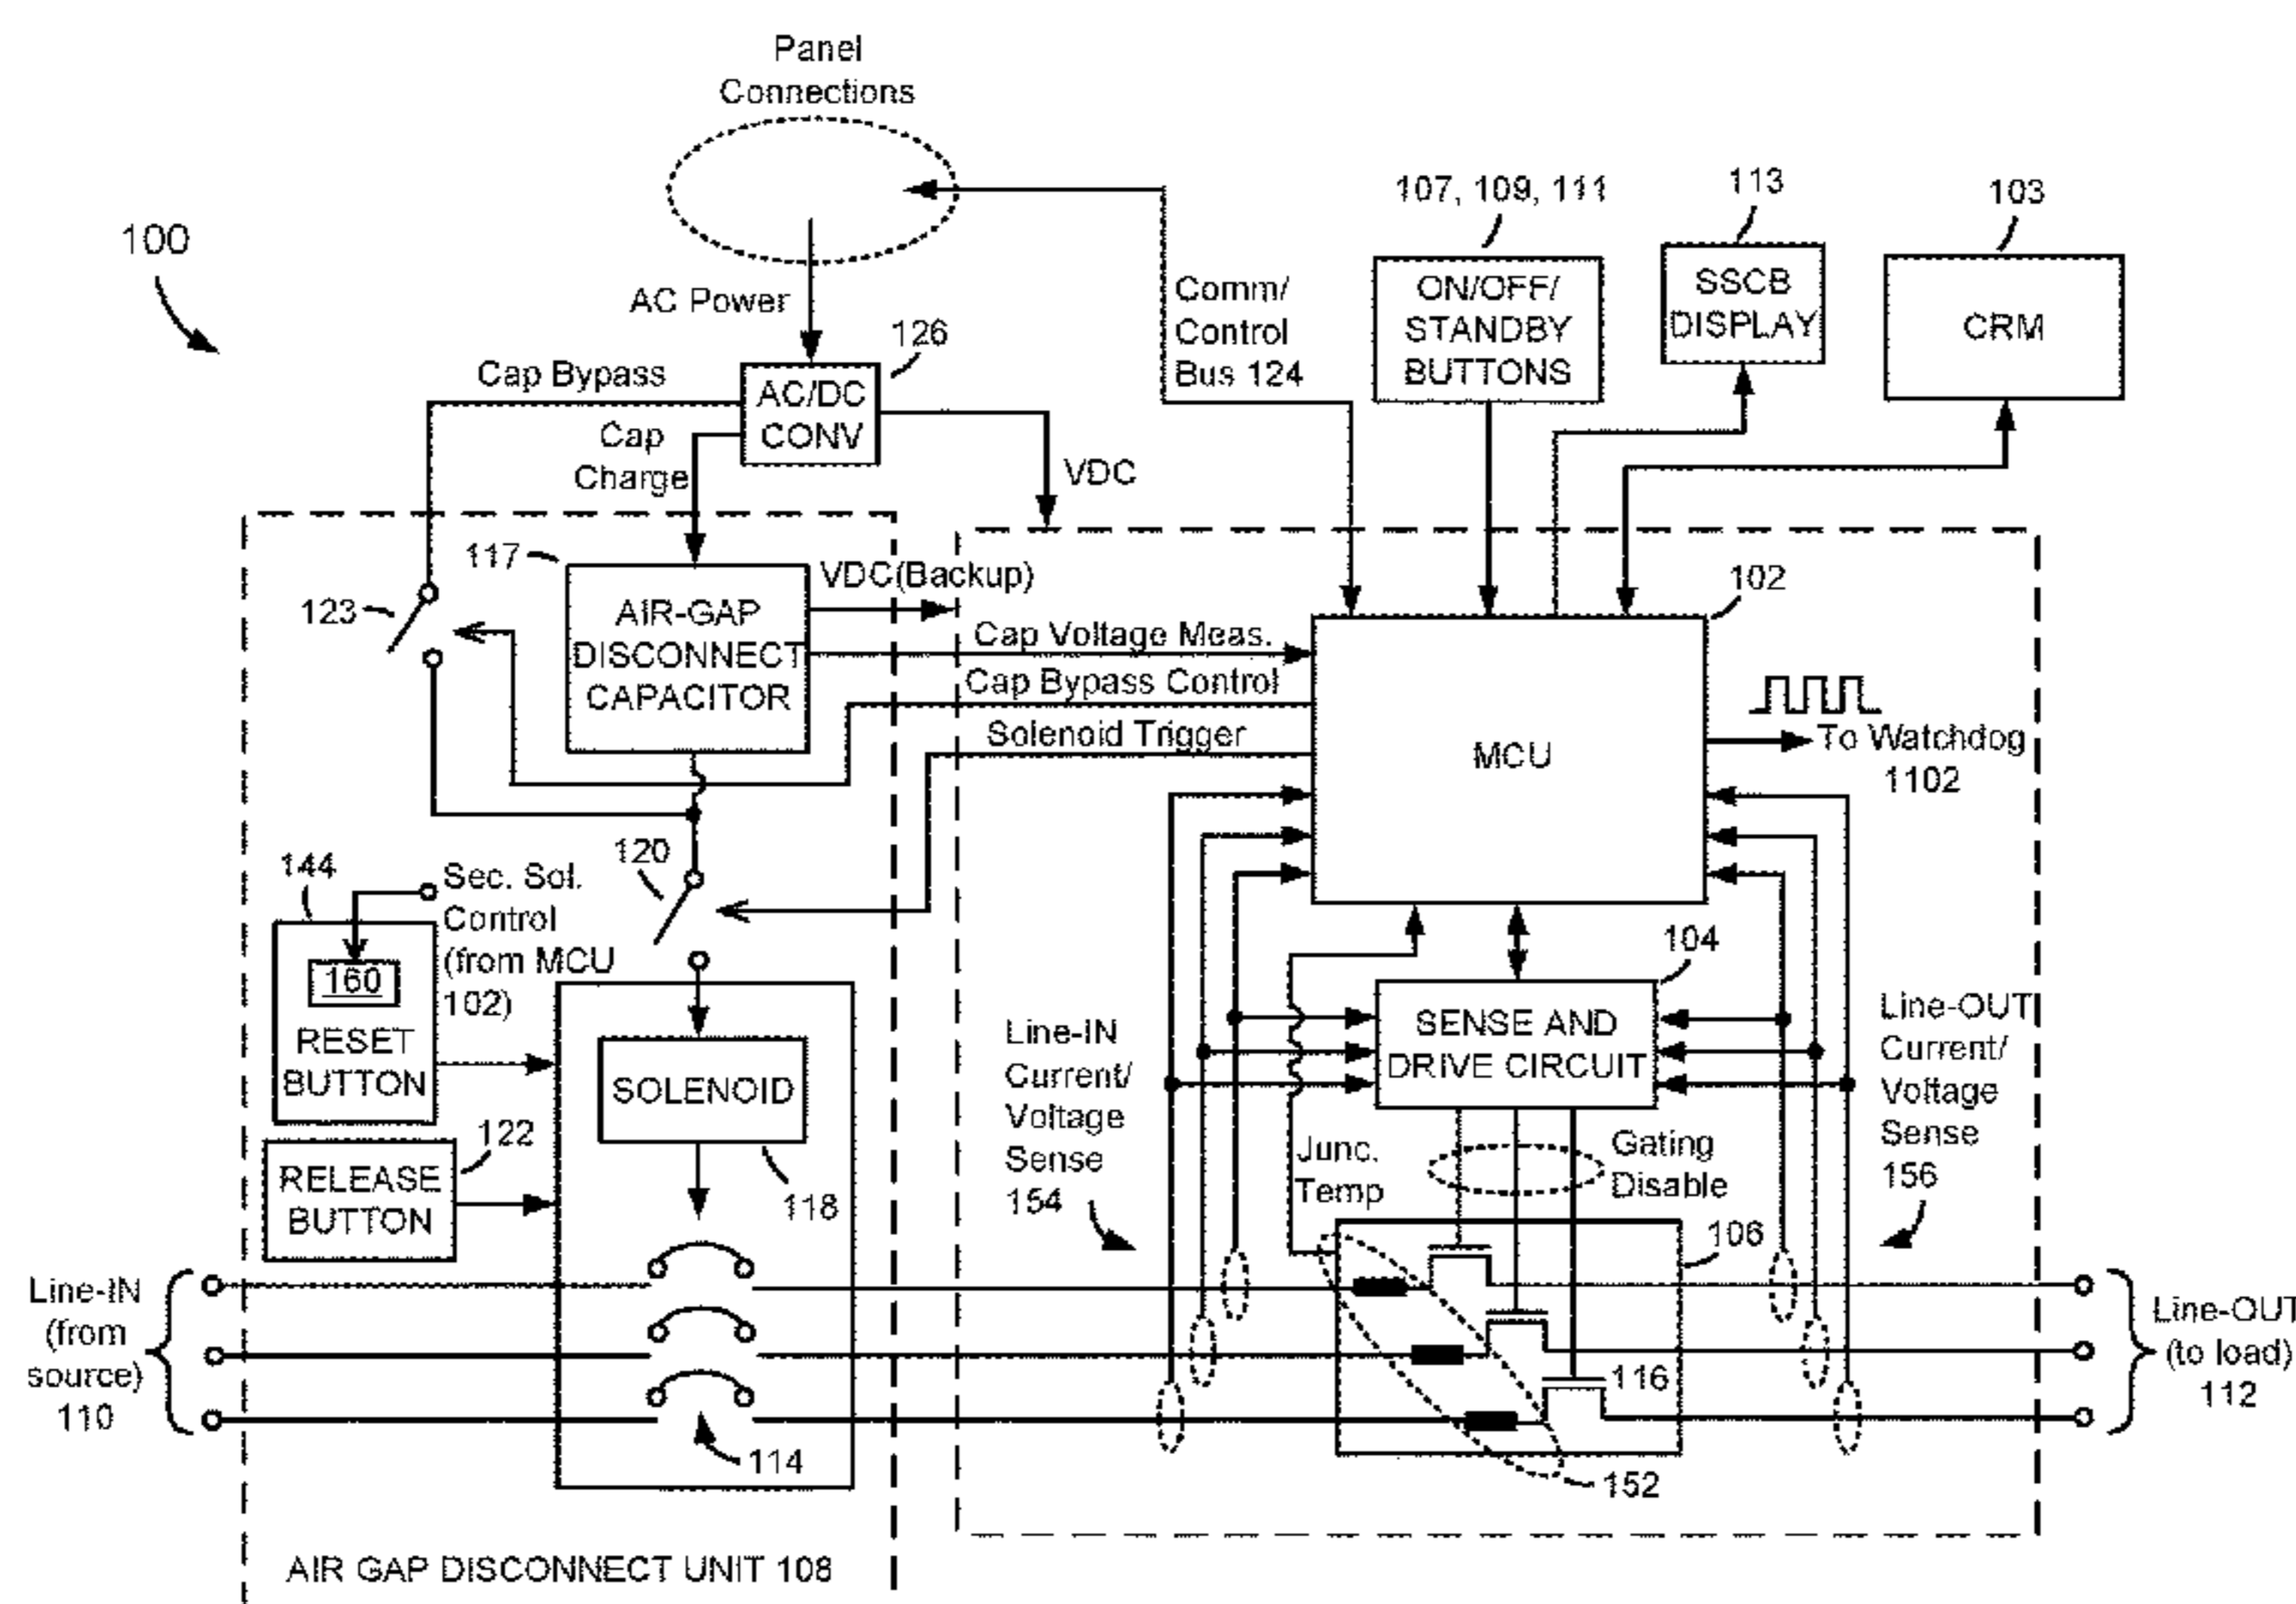 Panel
Connections
100
AC Power
126
Cap Bypass
AC/DC
CONV
Cap
Charge
VDC
Comm/
Control
Bus 124
107, 109, 111
ON/OFF/
STANDBY
BUTTONS
113
SSCB
DISPLAY
103
CRM
117
AIR-GAP
DISCONNECT
CAPACITOR
123
VDC(Backup)
Cap Voltage Meas.
Cap Bypass Control
Solenoid Trigger
102
MCU
To Watchdog
1102
120
144
Sec. Sol.
Control
(from MCU
102)
160
RESET
BUTTON
122
RELEASE
BUTTON
SOLENOID
118
104
SENSE AND
DRIVE CIRCUIT
Line-IN
Current/
Voltage
Sense
154
Junc.
Temp
Gating
Disable
Line-OUT
Current/
Voltage
Sense
156
106
116
152
Line-IN
(from
source)
110
114
Line-OUT
(to load)
112
AIR GAP DISCONNECT UNIT 108